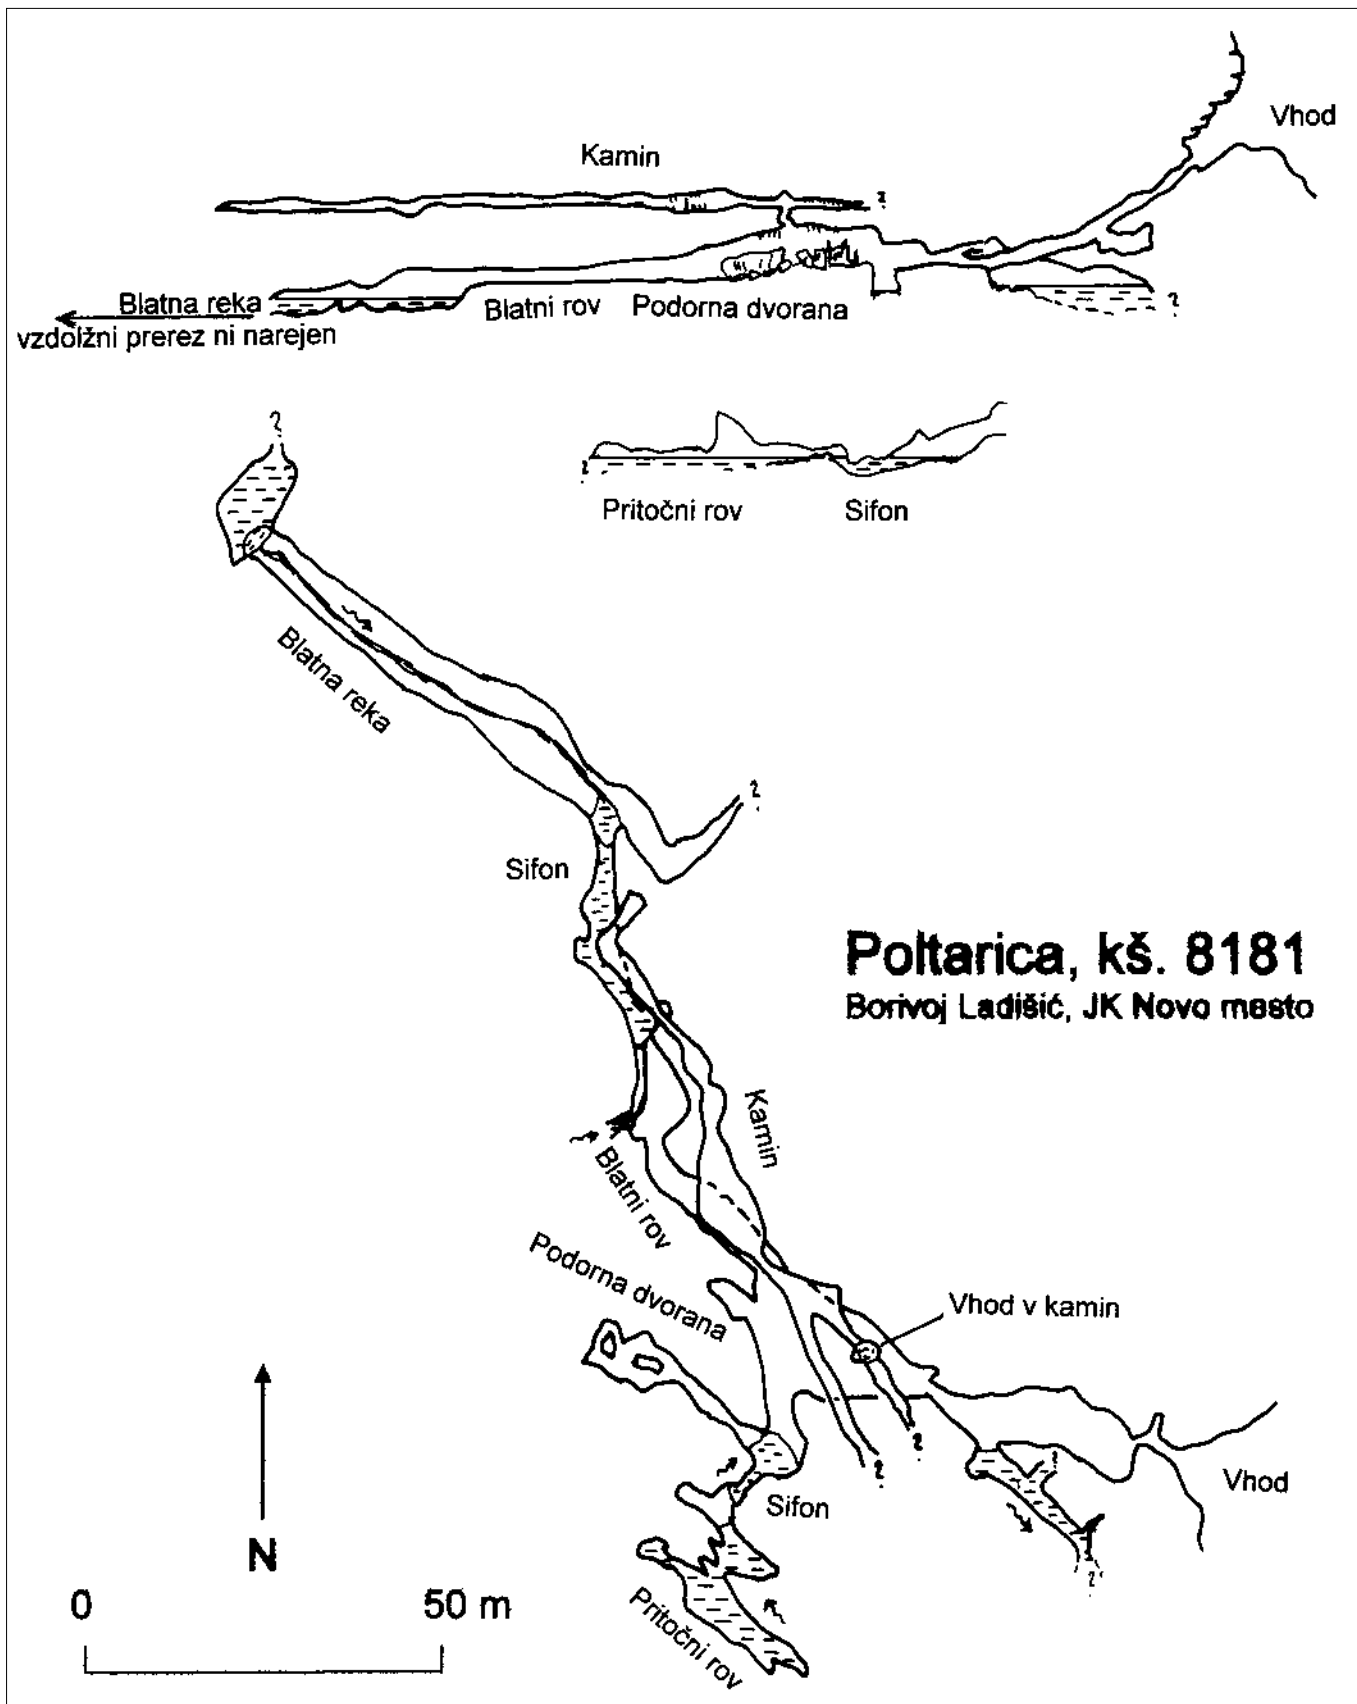 Vhod
Kamin
?
Blatna reka
Blatni rov
Podorna dvorana
?
vzdolžni prerez ni narejen
?
?
Pritočni rov
Sifon
Blatna reka
?
Sifon
Poltarica, kš. 8181
Borivoj Ladišić, JK Novo mesto
Kamin
Blatni rov
Podorna dvorana
Vhod v kamin
?
?
?
Vhod
Sifon
?
N
Pritočni rov
0
50 m